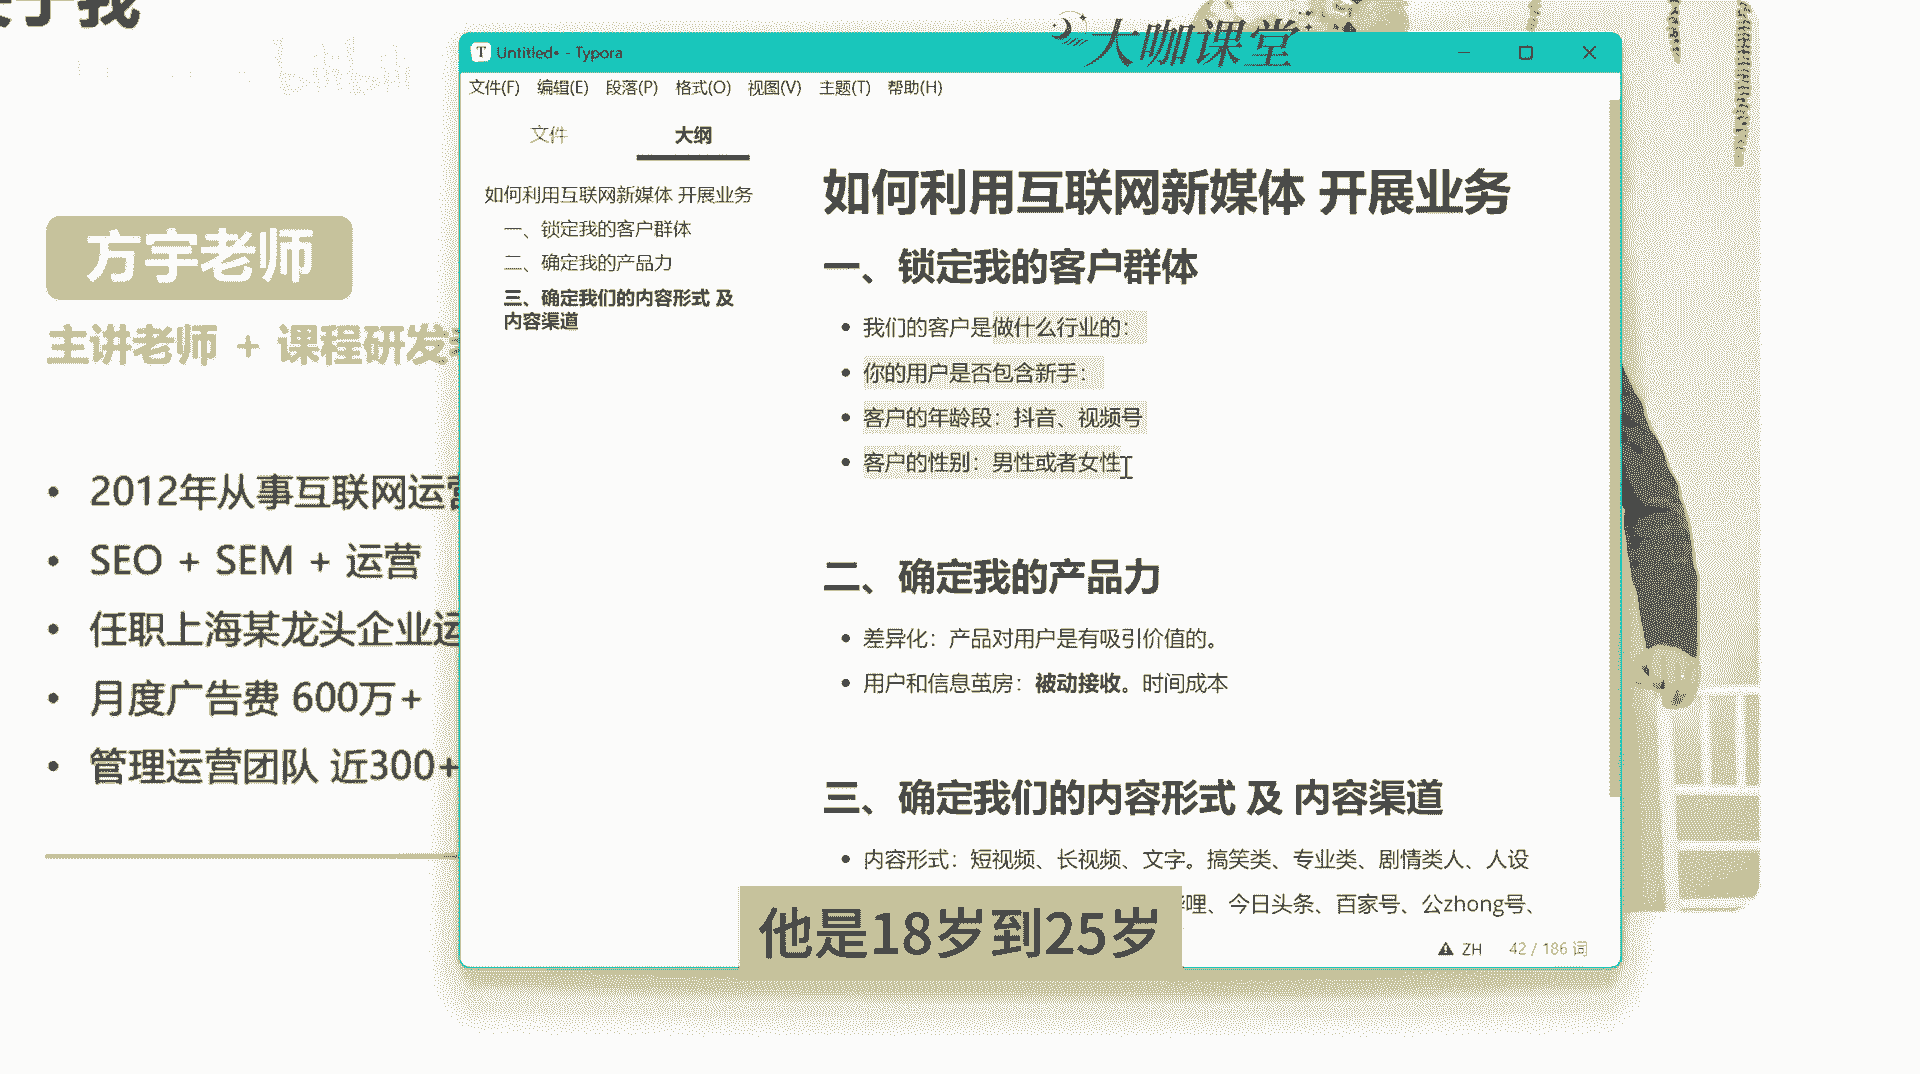 关于我
bilibili
大咖课堂
方宇老师
主讲老师 + 课程研发
2012年从事互联网运营
SEO + SEM + 运营
任职上海某龙头企业运
月度广告费 600万+
管理运营团队 近300+
T Untitled• - Typora
文件(F) 编辑(E) 段落(P) 格式(O) 视图(V) 主题(T) 帮助(H)
文件 大纲
如何利用互联网新媒体 开展业务
一、锁定我的客户群体
二、确定我的产品力
三、确定我们的内容形式 及
内容渠道
如何利用互联网新媒体 开展业务
一、锁定我的客户群体
我们的客户是做什么行业的：
你的用户是否包含新手：
客户的年龄段：抖音、视频号
客户的性别：男性或者女性
二、确定我的产品力
差异化：产品对用户是有吸引价值的。
用户和信息茧房：被动接收。时间成本
三、确定我们的内容形式 及 内容渠道
内容形式：短视频、长视频、文字。搞笑类、专业类、剧情类人、人设
哩、今日头条、百家号、公zhong号、
他是18岁到25岁
ZH 42 / 186 词